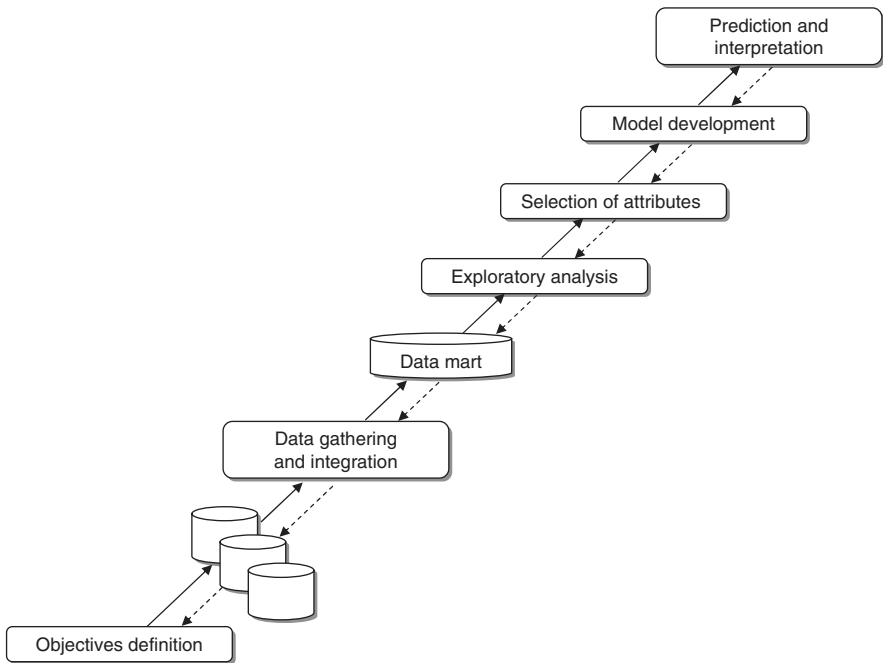 Prediction and
interpretation
Model development
Selection of attributes
Exploratory analysis
Data mart
Data gathering
and integration
Objectives definition